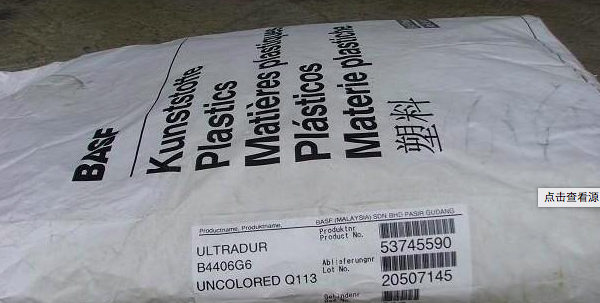 BASF
Kunststoffe
Plastics
Matières plastiques
Plásticos
Materie plastiche
塑料
点击查看源
Productname, Produktname, BASF (MALAYSIA) SDN BHD PASIR GUDANG
ULTRADUR
B4406G6
UNCOLORED Q113
Produktnr
Product No.
53745590
Ablieferungnr
Lot No.
20507145
Gebindenr